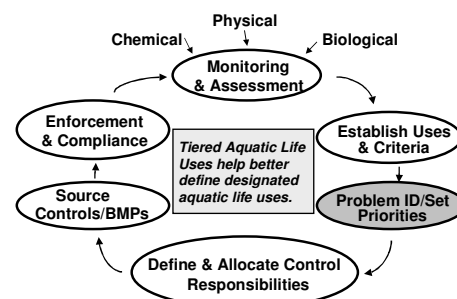 Physical
Chemical
Biological
Monitoring
& Assessment
Enforcement
& Compliance
Tiered Aquatic Life
Uses help better
define designated
aquatic life uses.
Establish Uses
& Criteria
Source
Controls/BMPs
Problem ID/Set
Priorities
Define & Allocate Control
Responsibilities